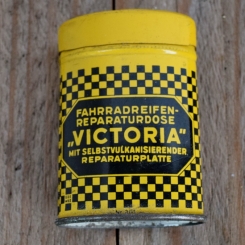 FAHRRADREIFEN-
REPARATURDOSE
„VICTORIA“
MIT SELBSTVULKANISIERENDER
REPARATURPLATTE